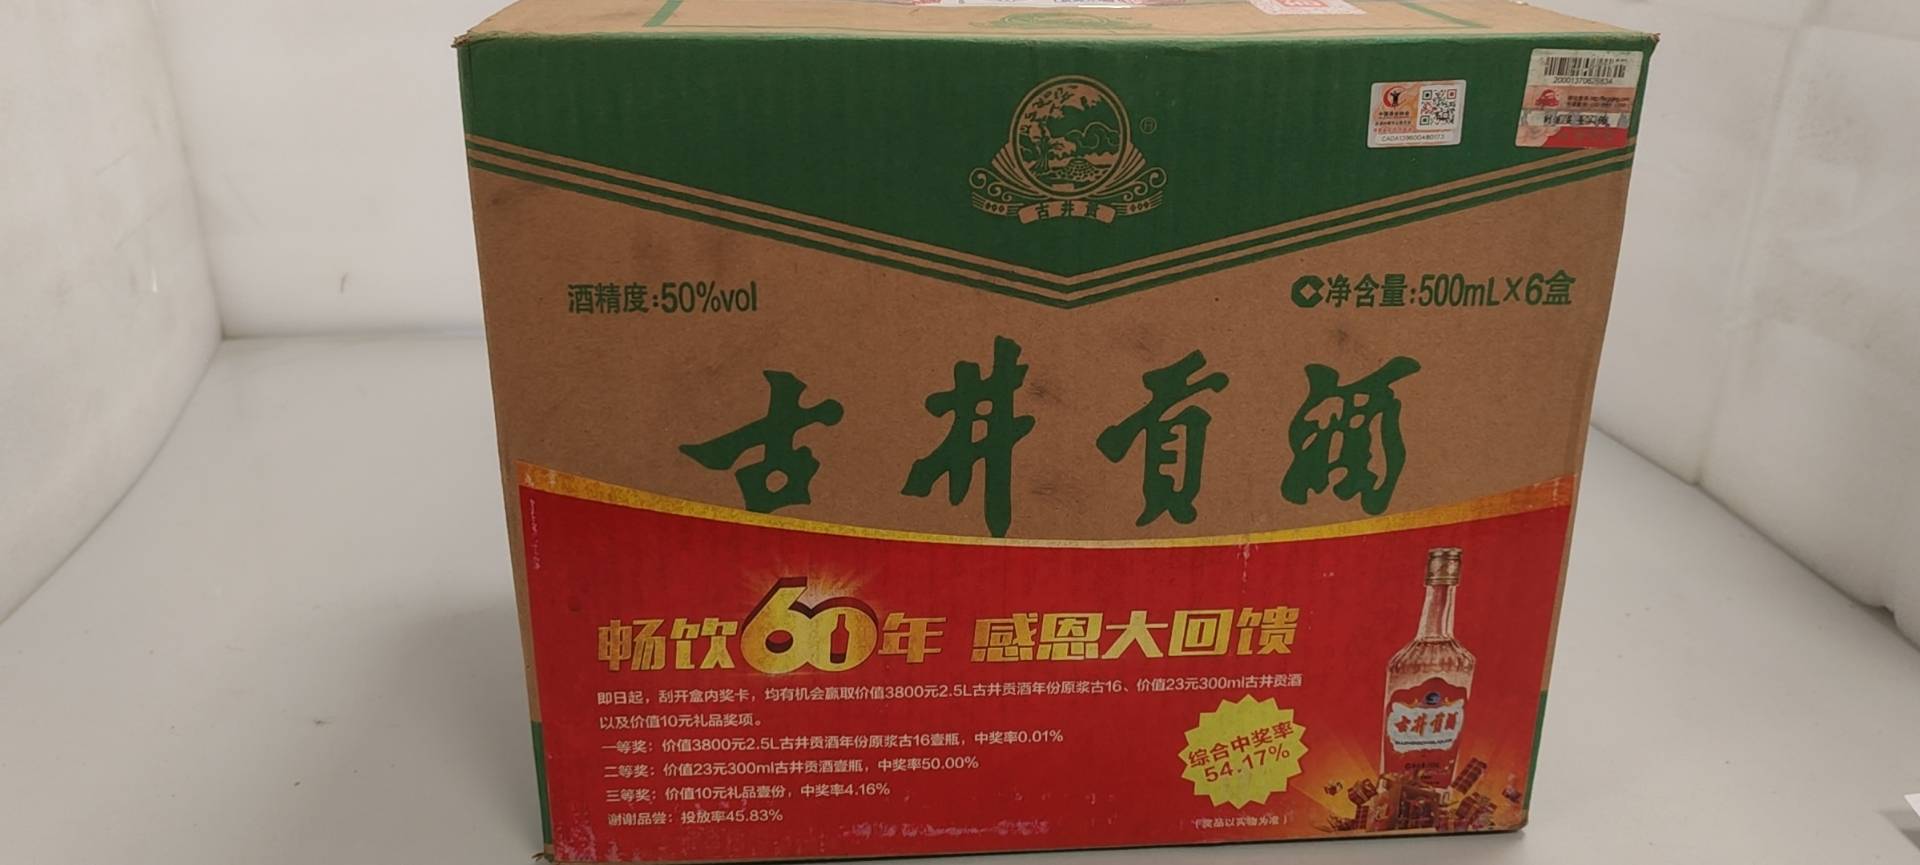 古井贡
®
CADA139600480173
酒精度:50%vol
净含量:500mL×6盒
古井贡酒
畅饮60年 感恩大回馈
即日起，刮开盒内奖卡，均有机会赢取价值3800元2.5L古井贡酒年份原浆古16、价值23元300ml古井贡酒
以及价值10元礼品奖项。
一等奖：价值3800元2.5L古井贡酒年份原浆古16壹瓶，中奖率0.01%
二等奖：价值23元300ml古井贡酒壹瓶，中奖率50.00%
三等奖：价值10元礼品壹份，中奖率4.16%
谢谢品尝：投放率45.83%
综合中奖率
54.17%
古井贡酒
（奖品以实物为准）